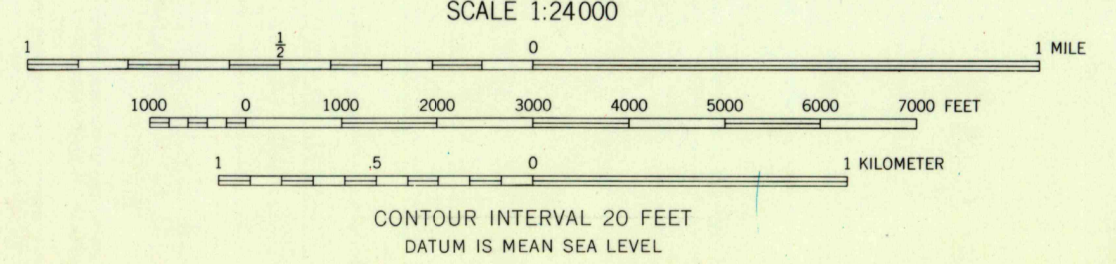 SCALE 1:24000
1 ½ 0 1 MILE
1000 0 1000 2000 3000 4000 5000 6000 7000 FEET
1 .5 0 1 KILOMETER
CONTOUR INTERVAL 20 FEET
DATUM IS MEAN SEA LEVEL